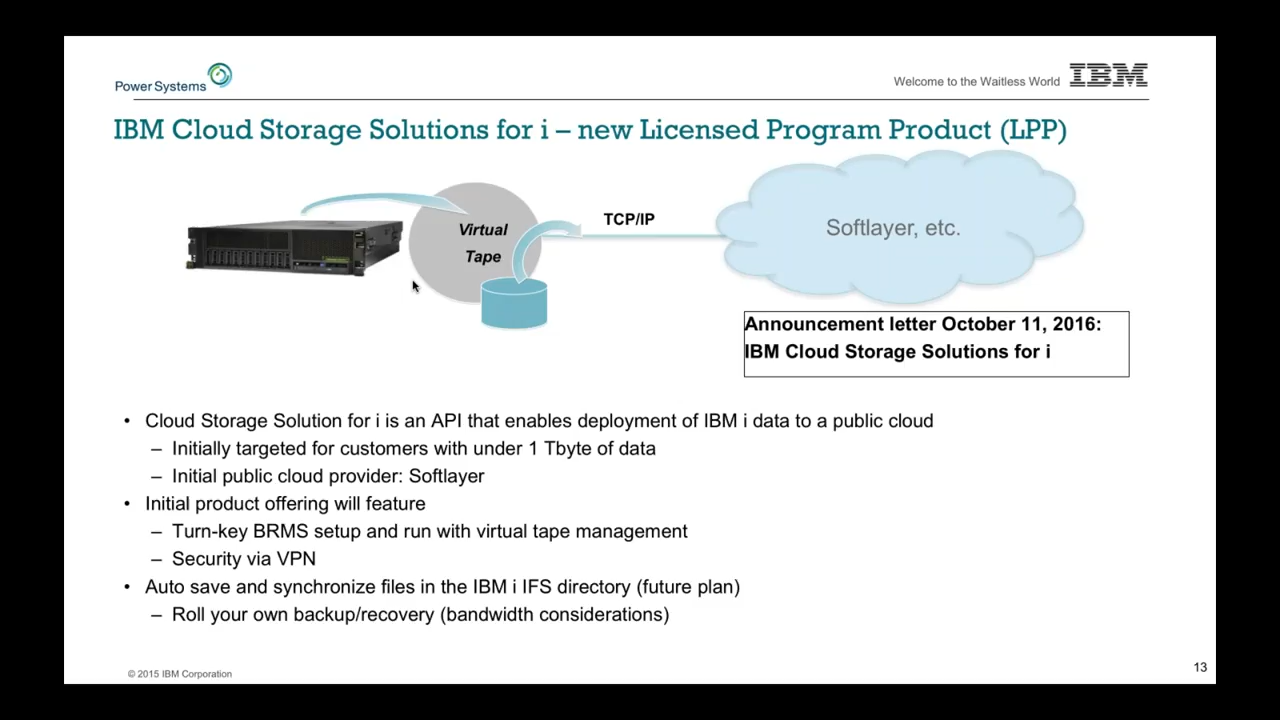 Power Systems
Welcome to the Waitless World
IBM
IBM Cloud Storage Solutions for i – new Licensed Program Product (LPP)
Virtual
Tape
TCP/IP
Softlayer, etc.
Announcement letter October 11, 2016:
IBM Cloud Storage Solutions for i
• Cloud Storage Solution for i is an API that enables deployment of IBM i data to a public cloud
– Initially targeted for customers with under 1 Tbyte of data
– Initial public cloud provider: Softlayer
• Initial product offering will feature
– Turn-key BRMS setup and run with virtual tape management
– Security via VPN
• Auto save and synchronize files in the IBM i IFS directory (future plan)
– Roll your own backup/recovery (bandwidth considerations)
© 2015 IBM Corporation
13